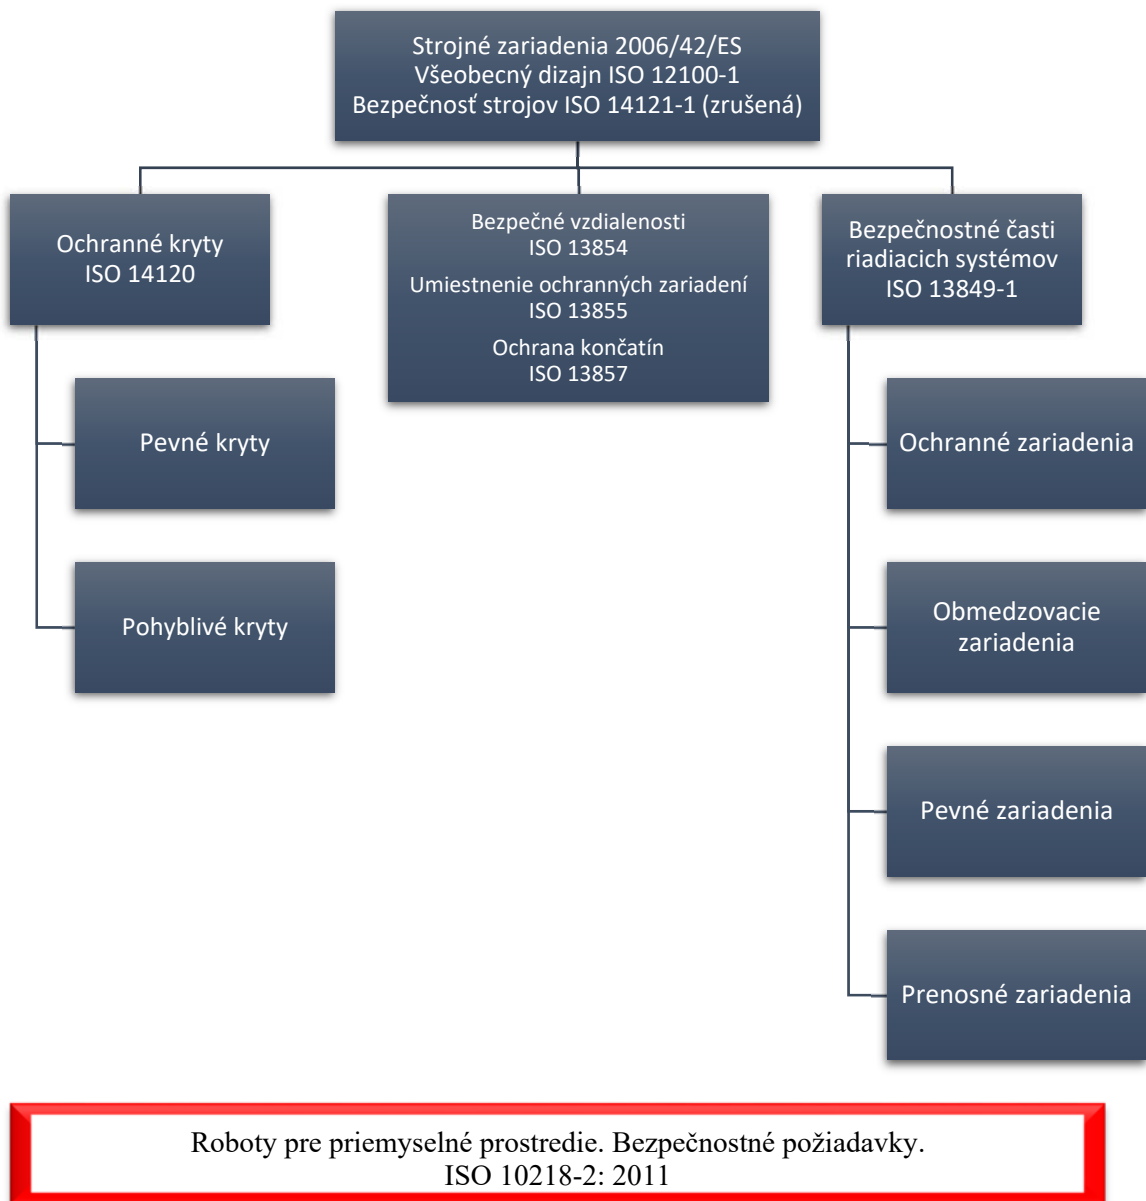 Strojné zariadenia 2006/42/ES
Všeobecný dizajn ISO 12100-1
Bezpečnosť strojov ISO 14121-1 (zrušená)
Ochranné kryty
ISO 14120
Pevné kryty
Pohyblivé kryty
Bezpečné vzdialenosti
ISO 13854
Umiestnenie ochranných zariadení
ISO 13855
Ochrana končatín
ISO 13857
Bezpečnostné časti
riadiacich systémov
ISO 13849-1
Ochranné zariadenia
Obmedzovacie
zariadenia
Pevné zariadenia
Prenosné zariadenia
Roboty pre priemyselné prostredie. Bezpečnostné požiadavky.
ISO 10218-2: 2011